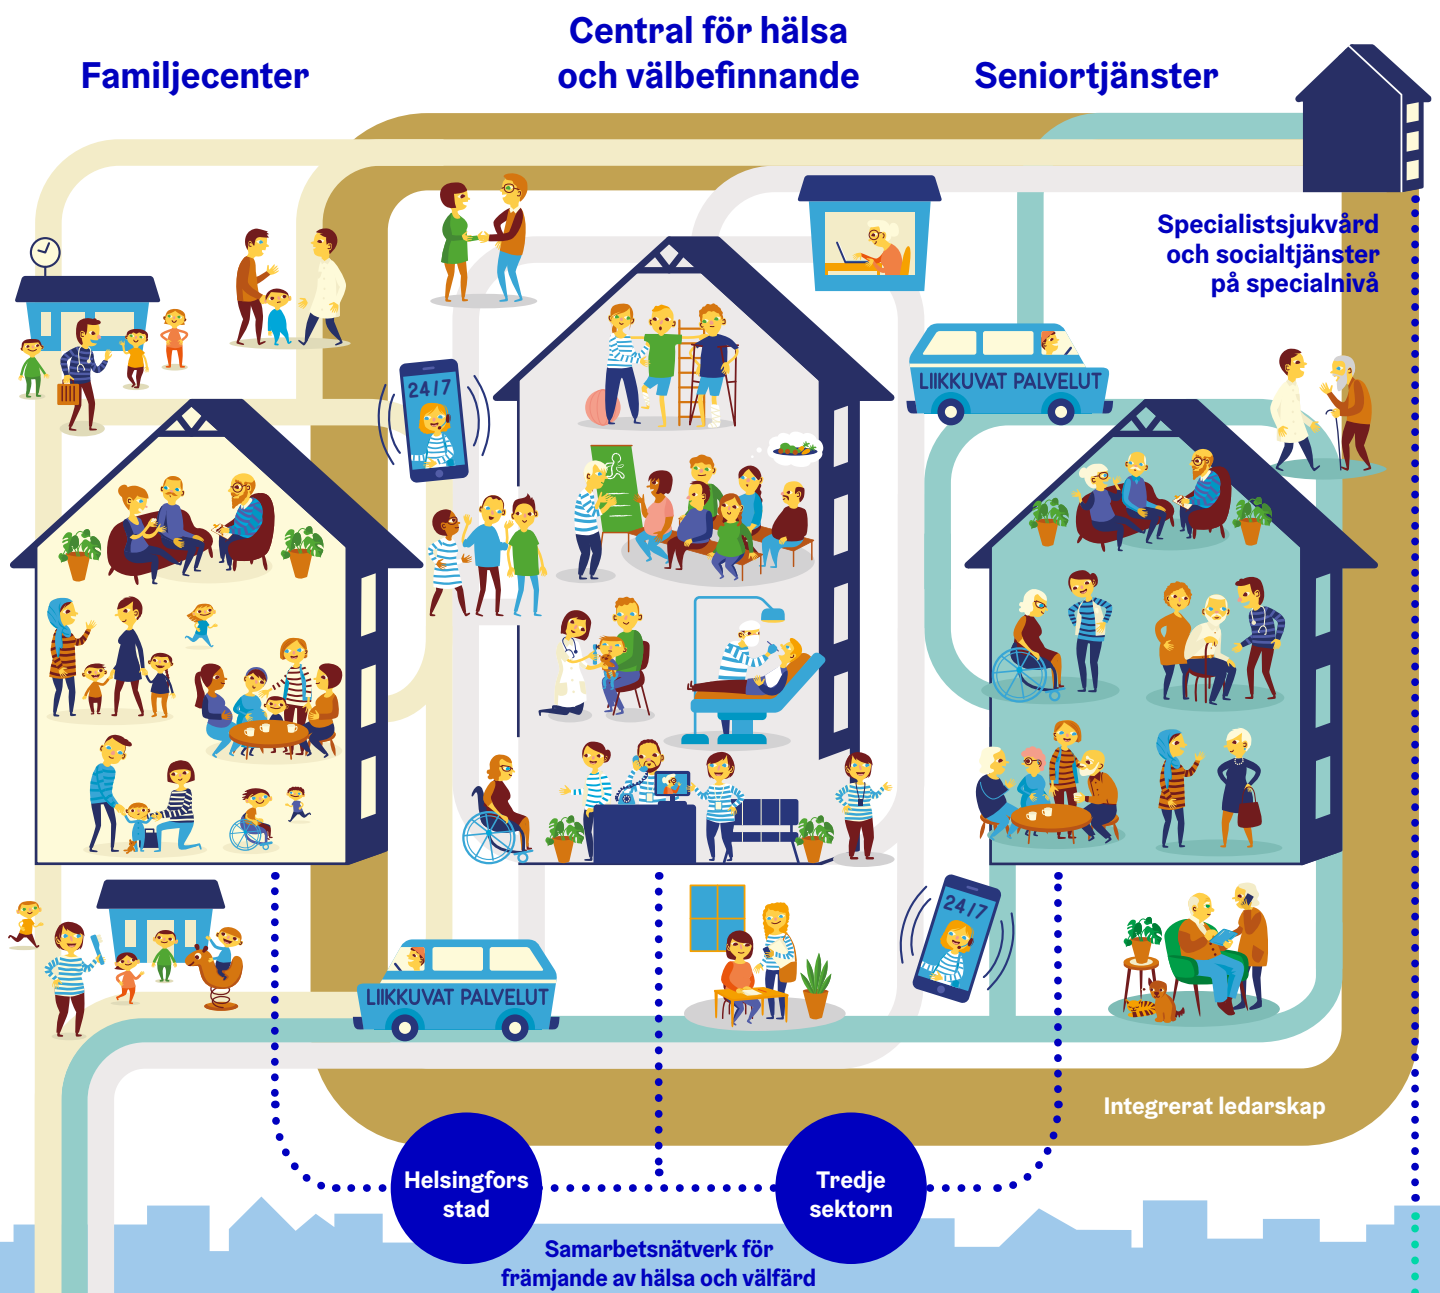 Central för hälsa
och välbefinnande
Familjecenter
Seniortjänster
Specialistsjukvård
och socialtjänster
på specialnivå
24/7
LIIKKUVAT PALVELUT
24/7
LIIKKUVAT PALVELUT
Integrerat ledarskap
Helsingfors
stad
Tredje
sektorn
Samarbetsnätverk för
främjande av hälsa och välfärd